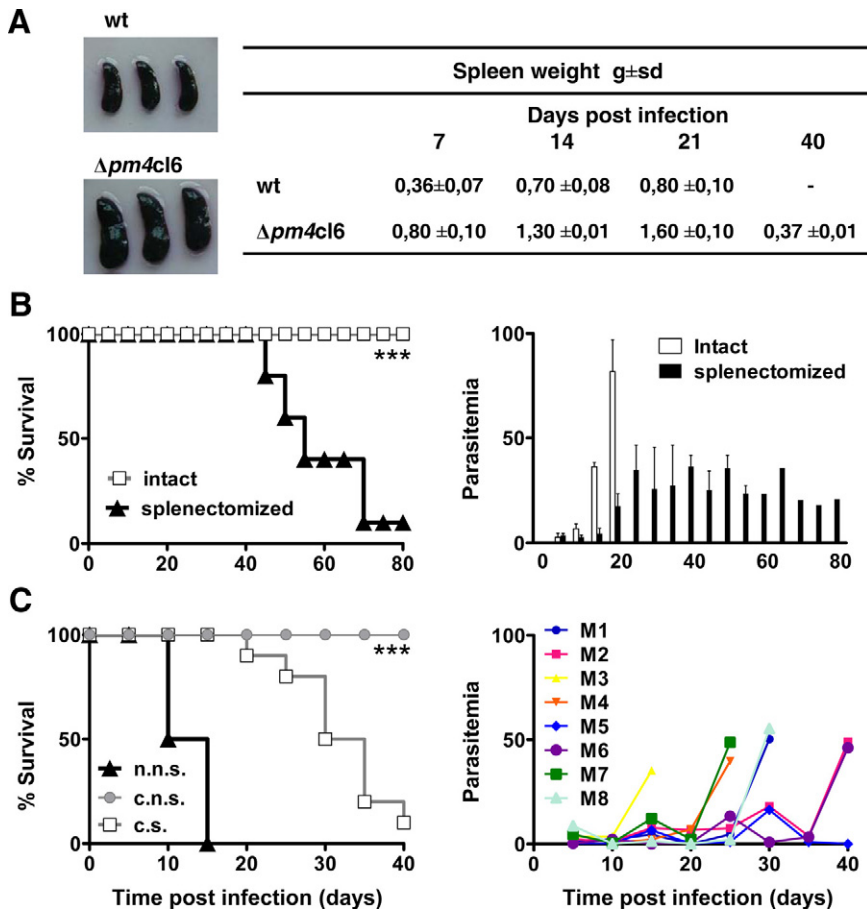 A
wt
Δpm4cl6
Spleen weight g±sd
Days post infection
7 14 21 40
wt 0,36±0,07 0,70 ±0,08 0,80 ±0,10 -
Δpm4cl6 0,80 ±0,10 1,30 ±0,01 1,60 ±0,10 0,37 ±0,01
B
% Survival
100
50
0
***
intact
splenectomized
0 20 40 60 80
Parasitemia
100
50
0
Intact
splenectomized
0 20 40 60 80
C
% Survival
100
50
0
***
n.n.s.
c.n.s.
c.s.
0 10 20 30 40
Time post infection (days)
Parasitemia
100
50
0
M1
M2
M3
M4
M5
M6
M7
M8
0 10 20 30 40
Time post infection (days)